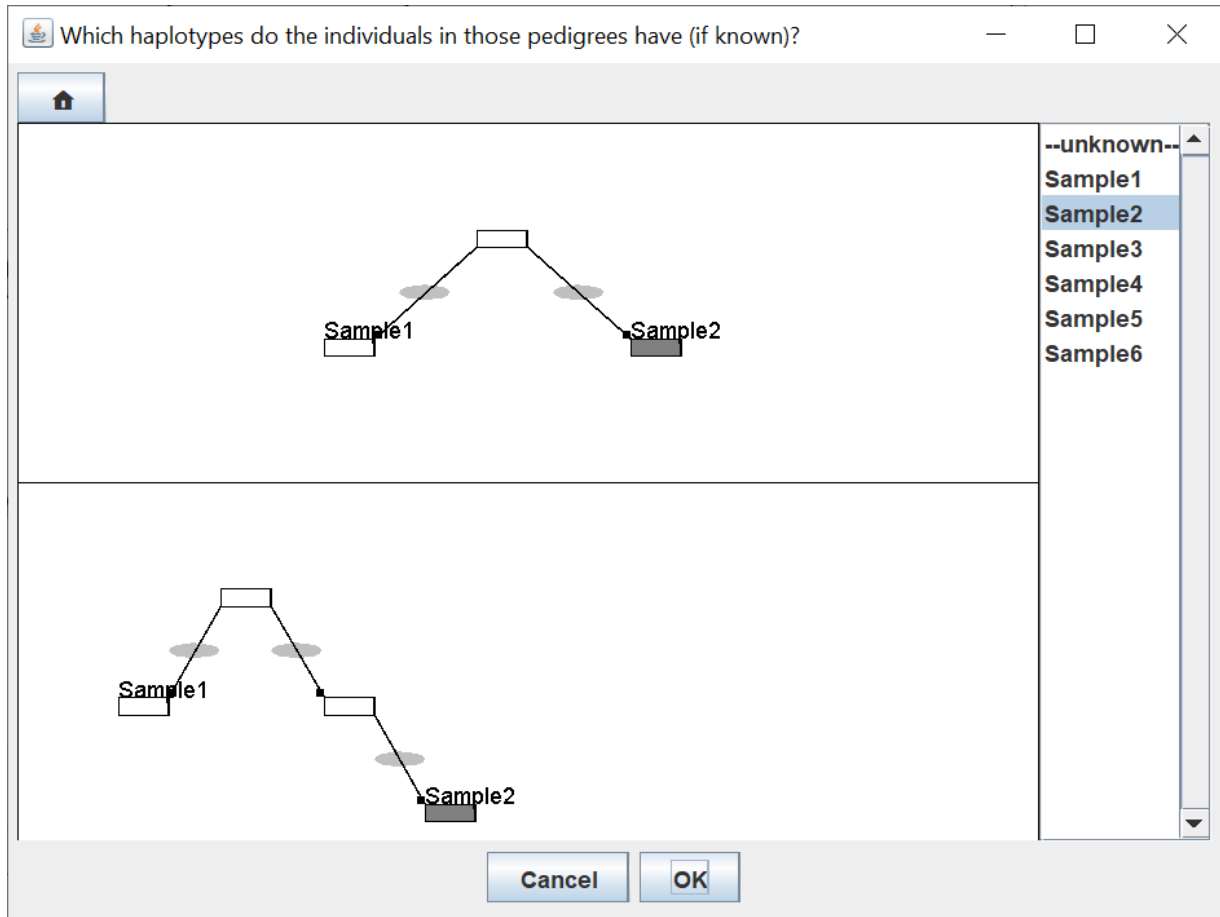 Which haplotypes do the individuals in those pedigrees have (if known)?
--unknown--
Sample1
Sample2
Sample3
Sample4
Sample5
Sample6
Sample1
Sample2
Sample1
Sample2
Cancel
OK